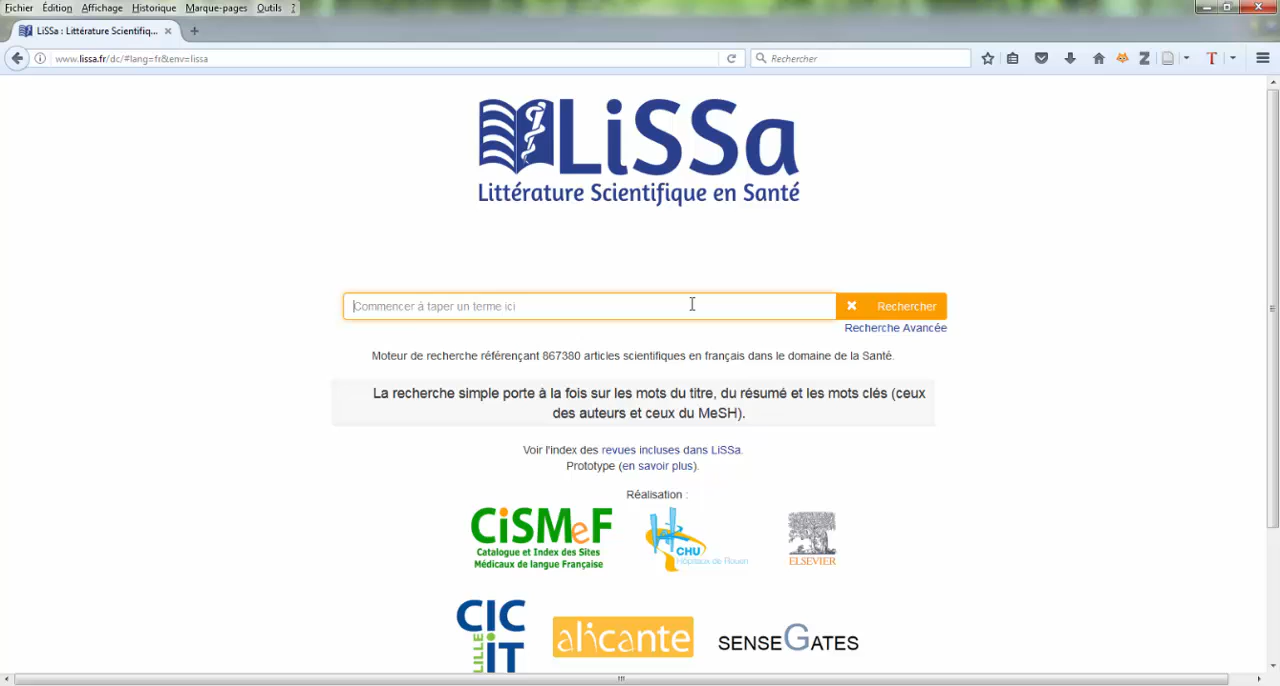 Fichier Édition Affichage Historique Marque-pages Outils ?
LiSSa : Littérature Scientifiq...
www.lissa.fr/dc/#lang=fr&env=lissa
Rechercher
T
LiSSa
Littérature Scientifique en Santé
Commencer à taper un terme ici
Rechercher
Recherche Avancée
Moteur de recherche référençant 867380 articles scientifiques en français dans le domaine de la Santé.
La recherche simple porte à la fois sur les mots du titre, du résumé et les mots clés (ceux
des auteurs et ceux du MeSH).
Voir l'index des revues incluses dans LiSSa.
Prototype (en savoir plus).
Réalisation :
CiSMeF
Catalogue et Index des Sites
Médicaux de langue Française
CHU
Hôpitaux de Rouen
ELSEVIER
CIC
LILLE
iT
alicante
SENSEGATES